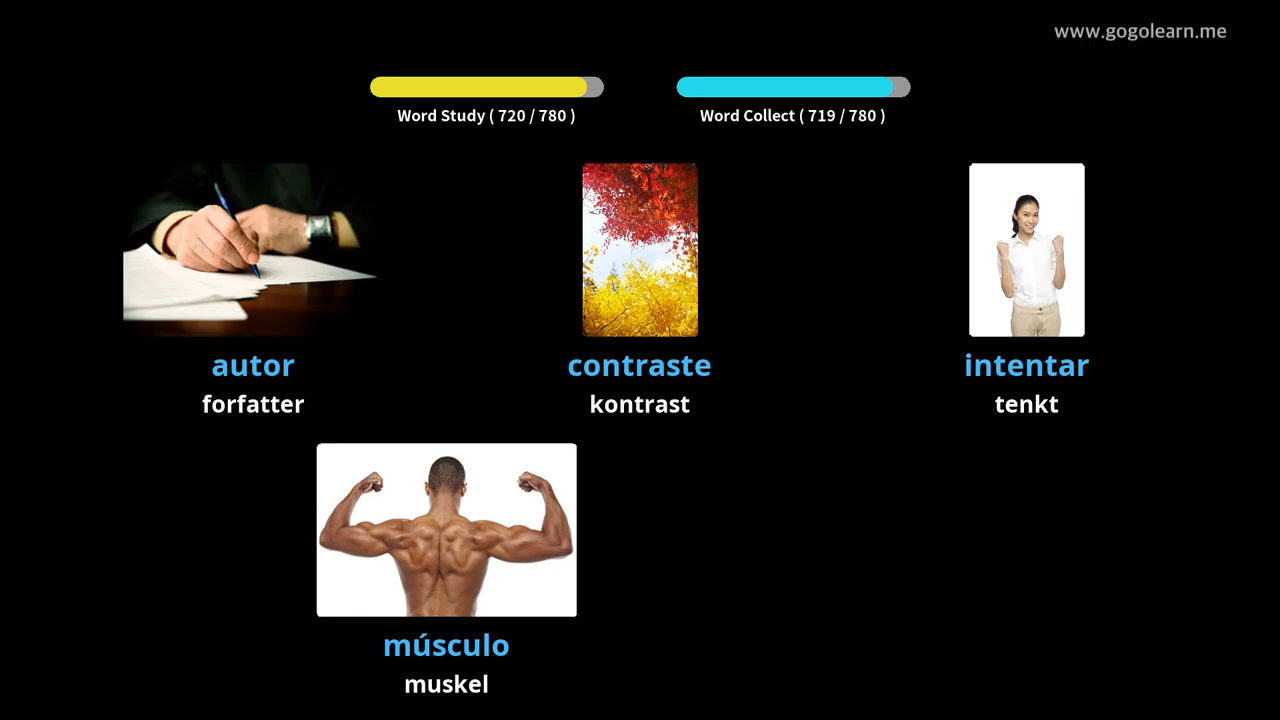 www.gogolearn.me
Word Study ( 720 / 780 )
Word Collect ( 719 / 780 )
autor
forfatter
contraste
kontrast
intentar
tenkt
músculo
muskel